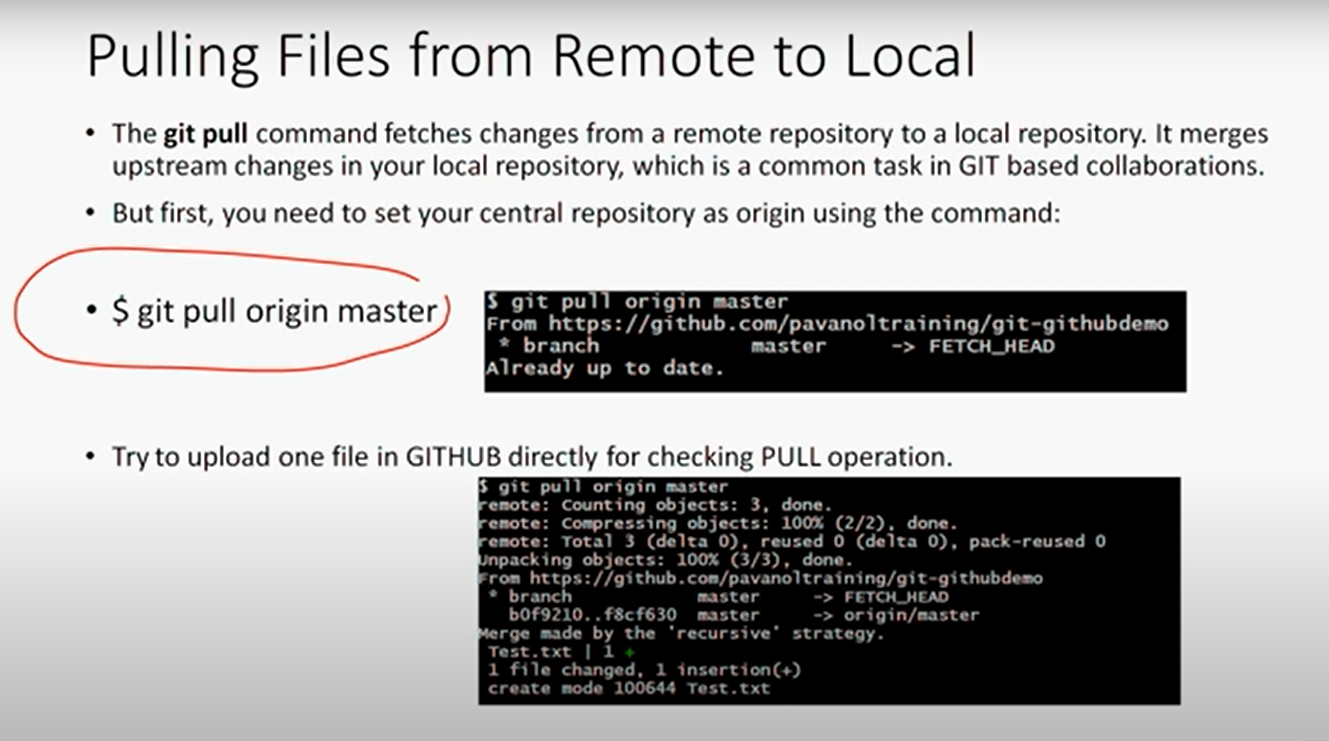 Pulling Files from Remote to Local
• The git pull command fetches changes from a remote repository to a local repository. It merges
upstream changes in your local repository, which is a common task in GIT based collaborations.
• But first, you need to set your central repository as origin using the command:
• $ git pull origin master
$ git pull origin master
From https://github.com/pavanoltraining/git-githubdemo
* branch master -> FETCH_HEAD
Already up to date.
• Try to upload one file in GITHUB directly for checking PULL operation.
$ git pull origin master
remote: Counting objects: 3, done.
remote: Compressing objects: 100% (2/2), done.
remote: Total 3 (delta 0), reused 0 (delta 0), pack-reused 0
Unpacking objects: 100% (3/3), done.
From https://github.com/pavanoltraining/git-githubdemo
* branch master -> FETCH_HEAD
b0f9210..f8cf630 master -> origin/master
Merge made by the 'recursive' strategy.
Test.txt | 1 +
1 file changed, 1 insertion(+)
create mode 100644 Test.txt